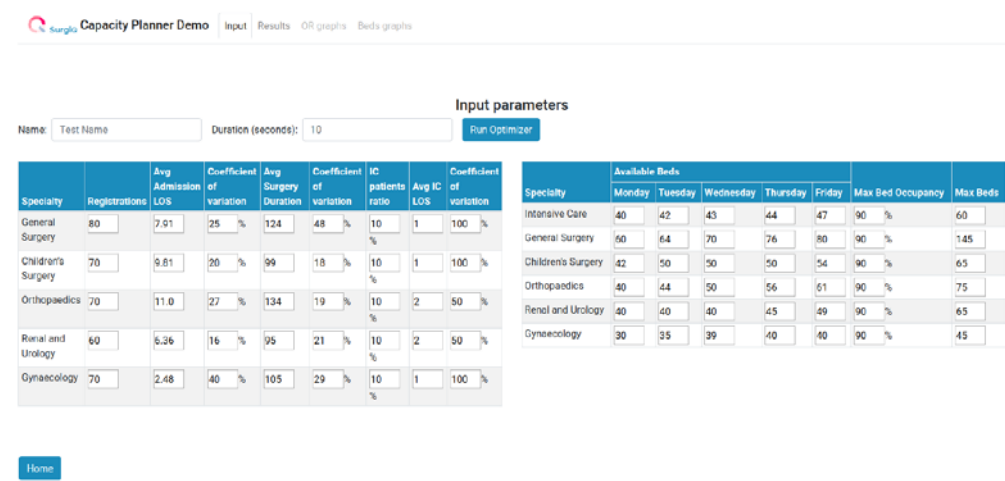 Surgiq Capacity Planner Demo Input Results OR graphs Beds graphs
Input parameters
Name: Test Name Duration (seconds): 10 Run Optimizer
Specialty Registrations Avg Admission LOS Coefficient of variation Avg Surgery Duration Coefficient of variation IC patients ratio Avg IC LOS Coefficient of variation
General Surgery 80 7.91 25 % 124 48 % 10 % 1 100 %
Children's Surgery 70 9.81 20 % 99 18 % 10 % 1 100 %
Orthopaedics 70 11.0 27 % 134 19 % 10 % 2 50 %
Renal and Urology 60 6.36 16 % 95 21 % 10 % 2 50 %
Gynaecology 70 2.48 40 % 105 29 % 10 % 1 100 %
Available Beds
Specialty Monday Tuesday Wednesday Thursday Friday Max Bed Occupancy Max Beds
Intensive Care 40 42 43 44 47 90 % 60
General Surgery 60 64 70 76 80 90 % 145
Children's Surgery 42 50 50 50 54 90 % 65
Orthopaedics 40 44 50 56 61 90 % 75
Renal and Urology 40 40 40 45 49 90 % 65
Gynaecology 30 35 39 40 40 90 % 45
Home